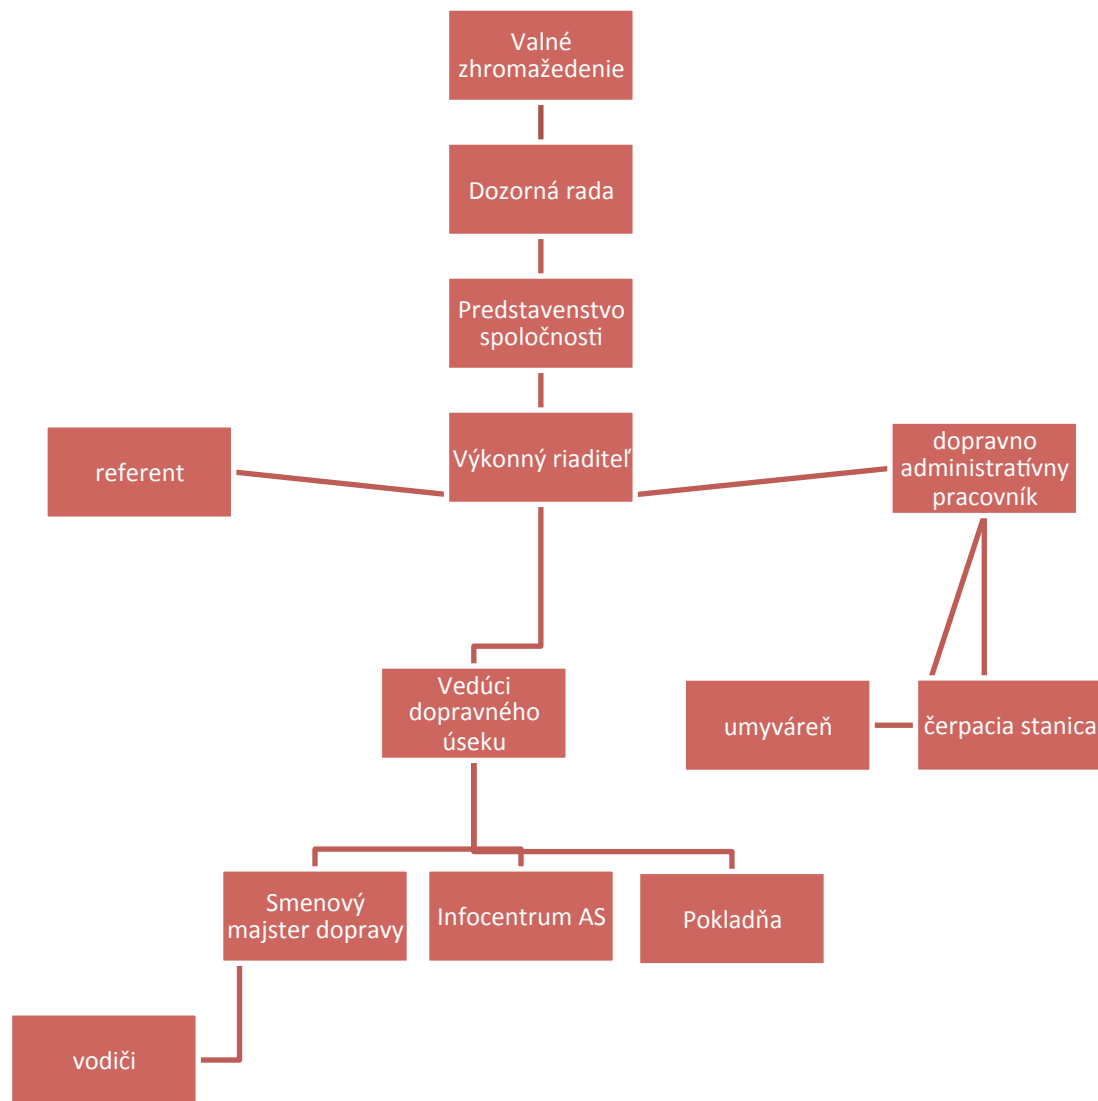 Valné
zhromažedenie
Dozorná rada
Predstavenstvo
spoločnosti
referent
Výkonný riaditeľ
dopravno
administratívny
pracovník
Vedúci
dopravného
úseku
umyváreň
čerpacia stanica
Smenový
majster dopravy
Infocentrum AS
Pokladňa
vodiči